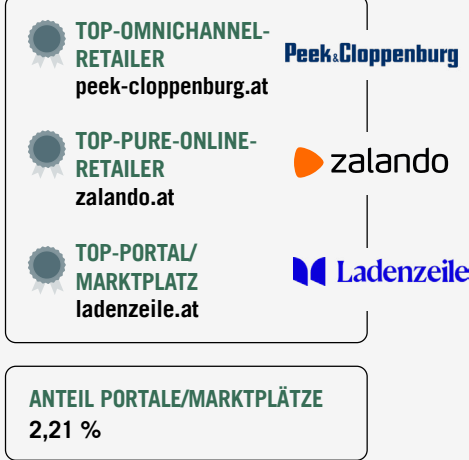 TOP-OMNICHANNEL-
RETAILER
peek-cloppenburg.at
Peek&Cloppenburg
TOP-PURE-ONLINE-
RETAILER
zalando.at
zalando
TOP-PORTAL/
MARKTPLATZ
ladenzeile.at
Ladenzeile
ANTEIL PORTALE/MARKTPLÄTZE
2,21 %